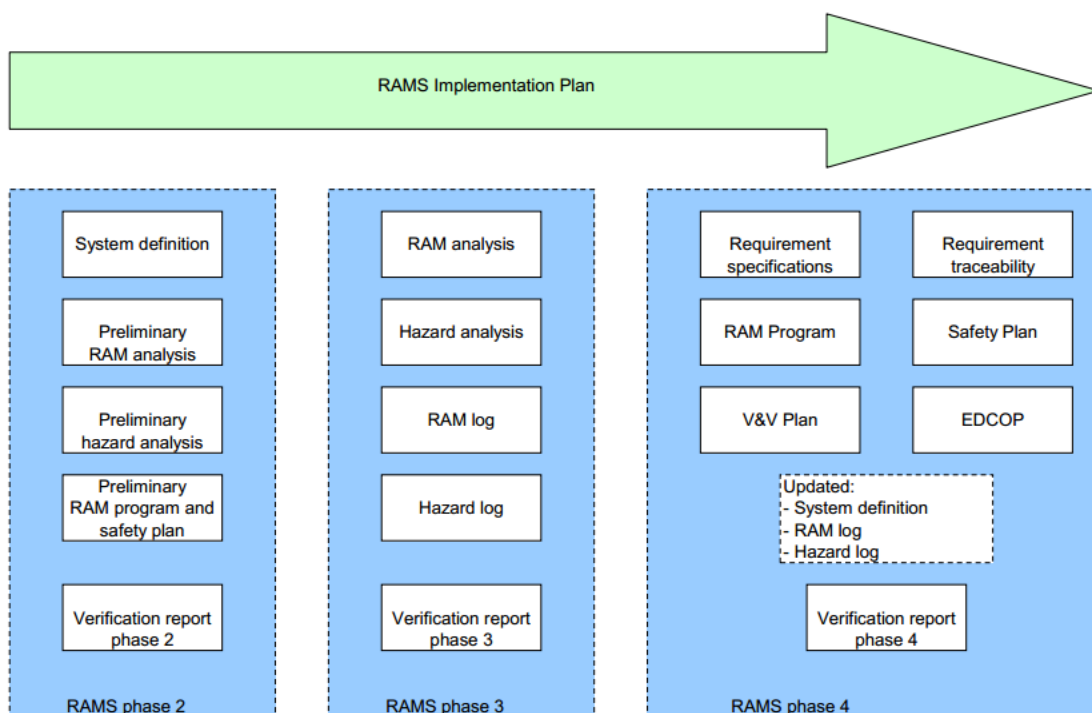 RAMS Implementation Plan
System definition
Preliminary
RAM analysis
Preliminary
hazard analysis
Preliminary
RAM program and
safety plan
Verification report
phase 2
RAMS phase 2
RAM analysis
Hazard analysis
RAM log
Hazard log
Verification report
phase 3
RAMS phase 3
Requirement
specifications
Requirement
traceability
RAM Program
Safety Plan
V&V Plan
EDCOP
Updated:
- System definition
- RAM log
- Hazard log
Verification report
phase 4
RAMS phase 4